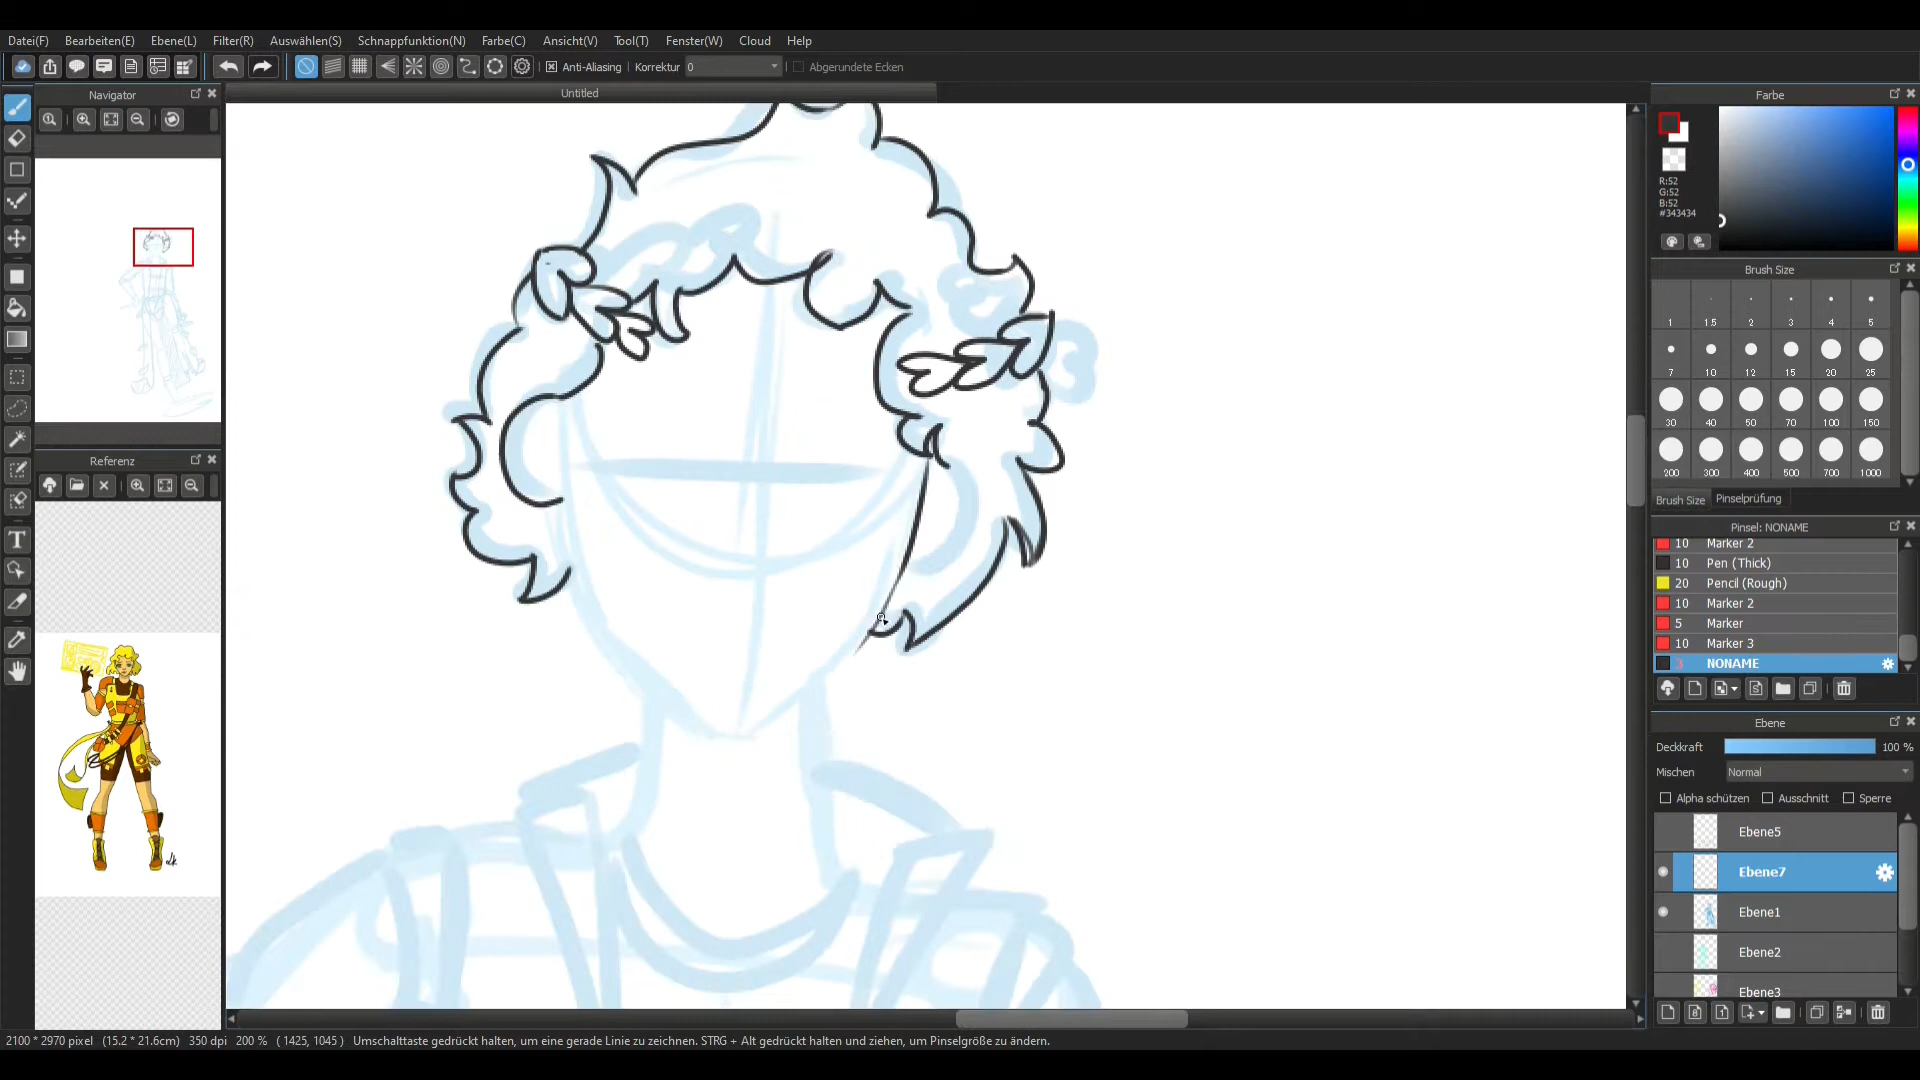 Datei(F) Bearbeiten(E) Ebene(L) Filter(R) Auswählen(S) Schnappfunktion(N) Farbe(C) Ansicht(V) Tool(T) Fenster(W) Cloud Help
Anti-Aliasing Korrektur 0 Abgerundete Ecken
Navigator
Untitled
Referenz
Farbe
R:52
G:52
B:52
#343434
Brush Size
1 1.5 2 3 4 5
7 10 12 15 20 25
30 40 50 70 100 150
200 300 400 500 700 1000
Brush Size Pinselprüfung
Pinsel: NONAME
10 Marker 2
10 Pen (Thick)
20 Pencil (Rough)
10 Marker 2
5 Marker
10 Marker 3
3 NONAME
Ebene
Deckkraft 100 %
Mischen Normal
Alpha schützen Ausschnitt Sperre
Ebene5
Ebene7
Ebene1
Ebene2
Ebene3
2100 * 2970 pixel (15.2 * 21.6cm) 350 dpi 200 % ( 1425, 1045 ) Umschalttaste gedrückt halten, um eine gerade Linie zu zeichnen. STRG + Alt gedrückt halten und ziehen, um Pinselgröße zu ändern.